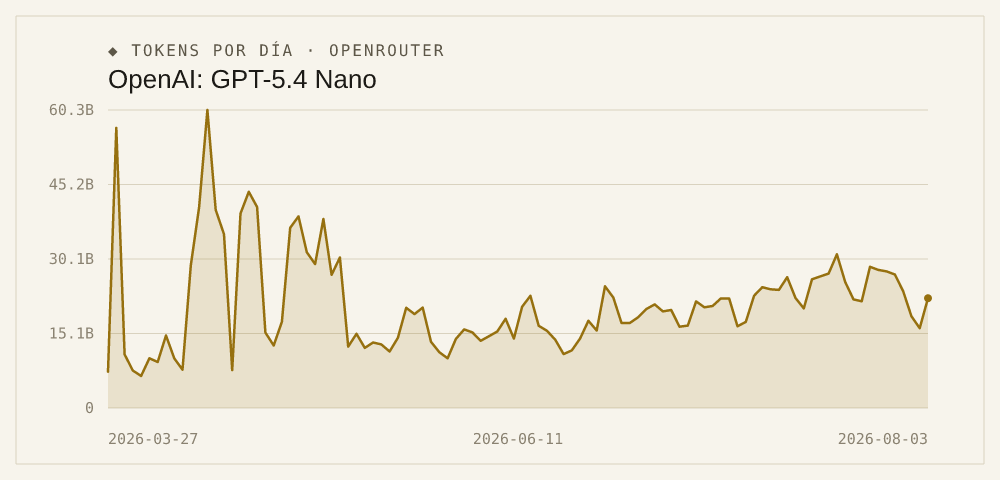 ◆ TOKENS POR DÍA · OPENROUTER
OpenAI: GPT-5.4 Nano
60.3B
45.2B
30.1B
15.1B
0
2026-03-27 2026-06-11 2026-08-03